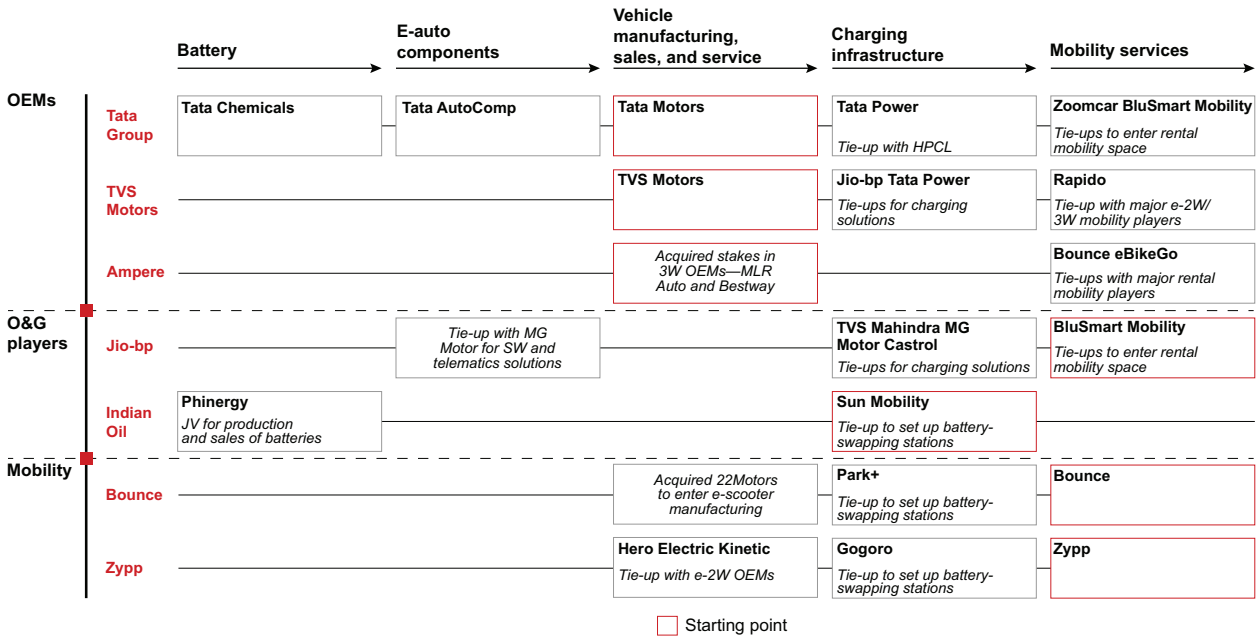 Battery
E-auto
components
Vehicle
manufacturing,
sales, and service
Charging
infrastructure
Mobility services
OEMs
Tata
Group
Tata Chemicals
Tata AutoComp
Tata Motors
Tata Power
Tie-up with HPCL
Zoomcar BluSmart Mobility
Tie-ups to enter rental
mobility space
TVS
Motors
TVS Motors
Jio-bp Tata Power
Tie-ups for charging
solutions
Rapido
Tie-up with major e-2W/
3W mobility players
Ampere
Acquired stakes in
3W OEMs—MLR
Auto and Bestway
Bounce eBikeGo
Tie-ups with major rental
mobility players
O&G
players
Jio-bp
Tie-up with MG
Motor for SW and
telematics solutions
TVS Mahindra MG
Motor Castrol
Tie-ups for charging solutions
BluSmart Mobility
Tie-ups to enter rental
mobility space
Indian
Oil
Phinergy
JV for production
and sales of batteries
Sun Mobility
Tie-up to set up battery-
swapping stations
Mobility
Bounce
Acquired 22Motors
to enter e-scooter
manufacturing
Park+
Tie-up to set up battery-
swapping stations
Bounce
Zypp
Hero Electric Kinetic
Tie-up with e-2W OEMs
Gogoro
Tie-up to set up battery-
swapping stations
Zypp
Starting point